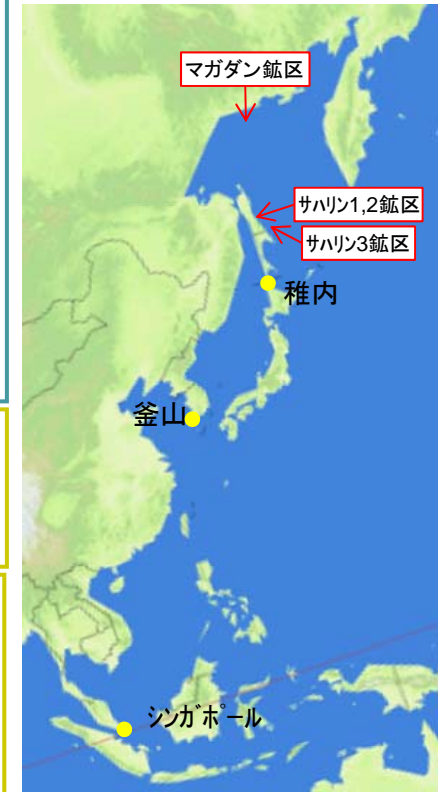 マガダン鉱区
サハリン1,2鉱区
サハリン3鉱区
稚内
釜山
シンガポール